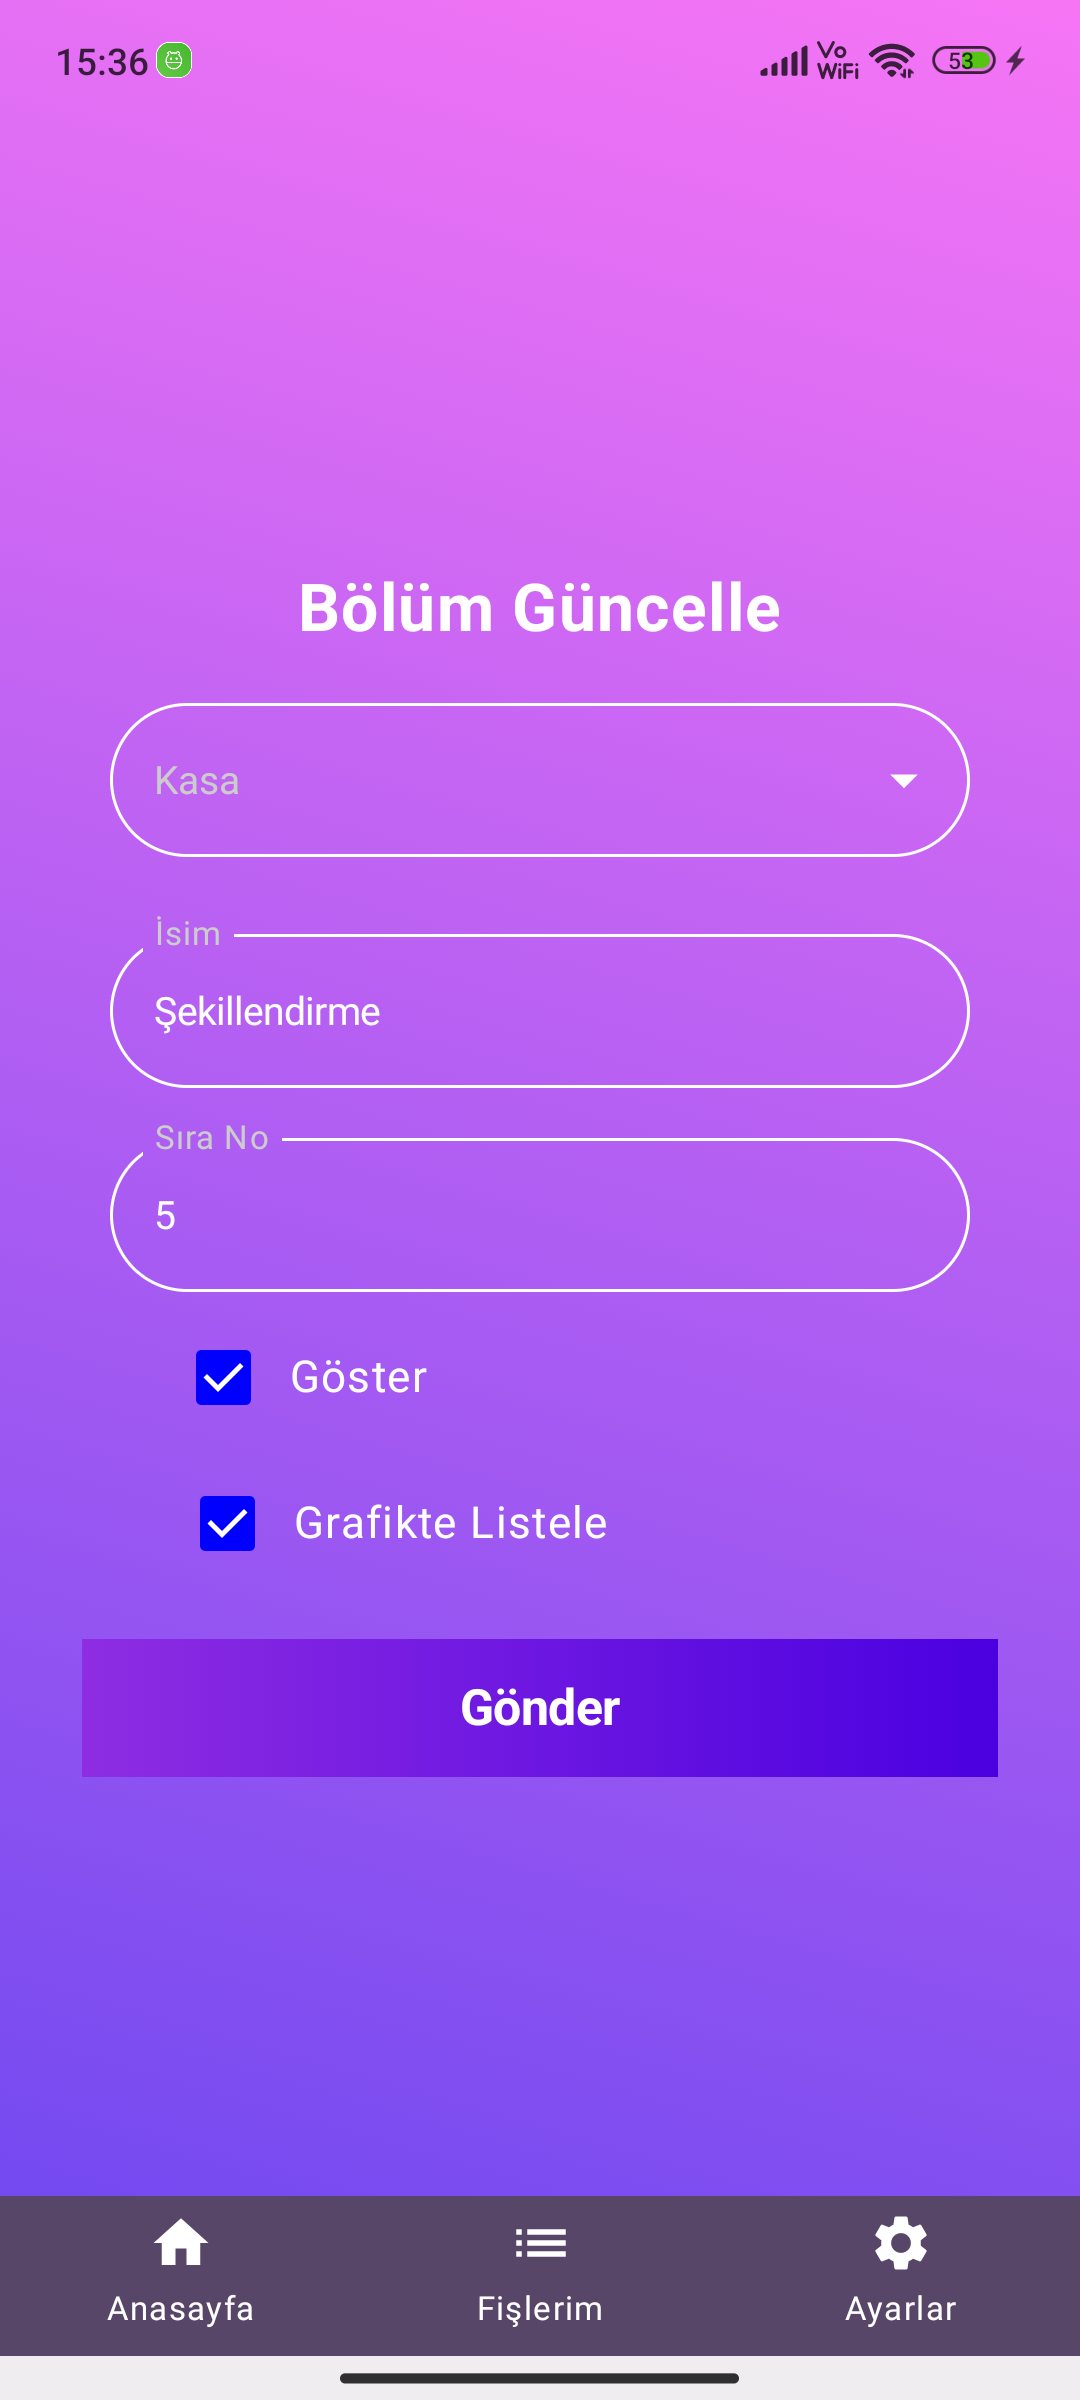 15:36
Vo
WiFi
53
Bölüm Güncelle
Kasa
İsim
Şekillendirme
Sıra No
5
Göster
Grafikte Listele
Gönder
Anasayfa
Fişlerim
Ayarlar